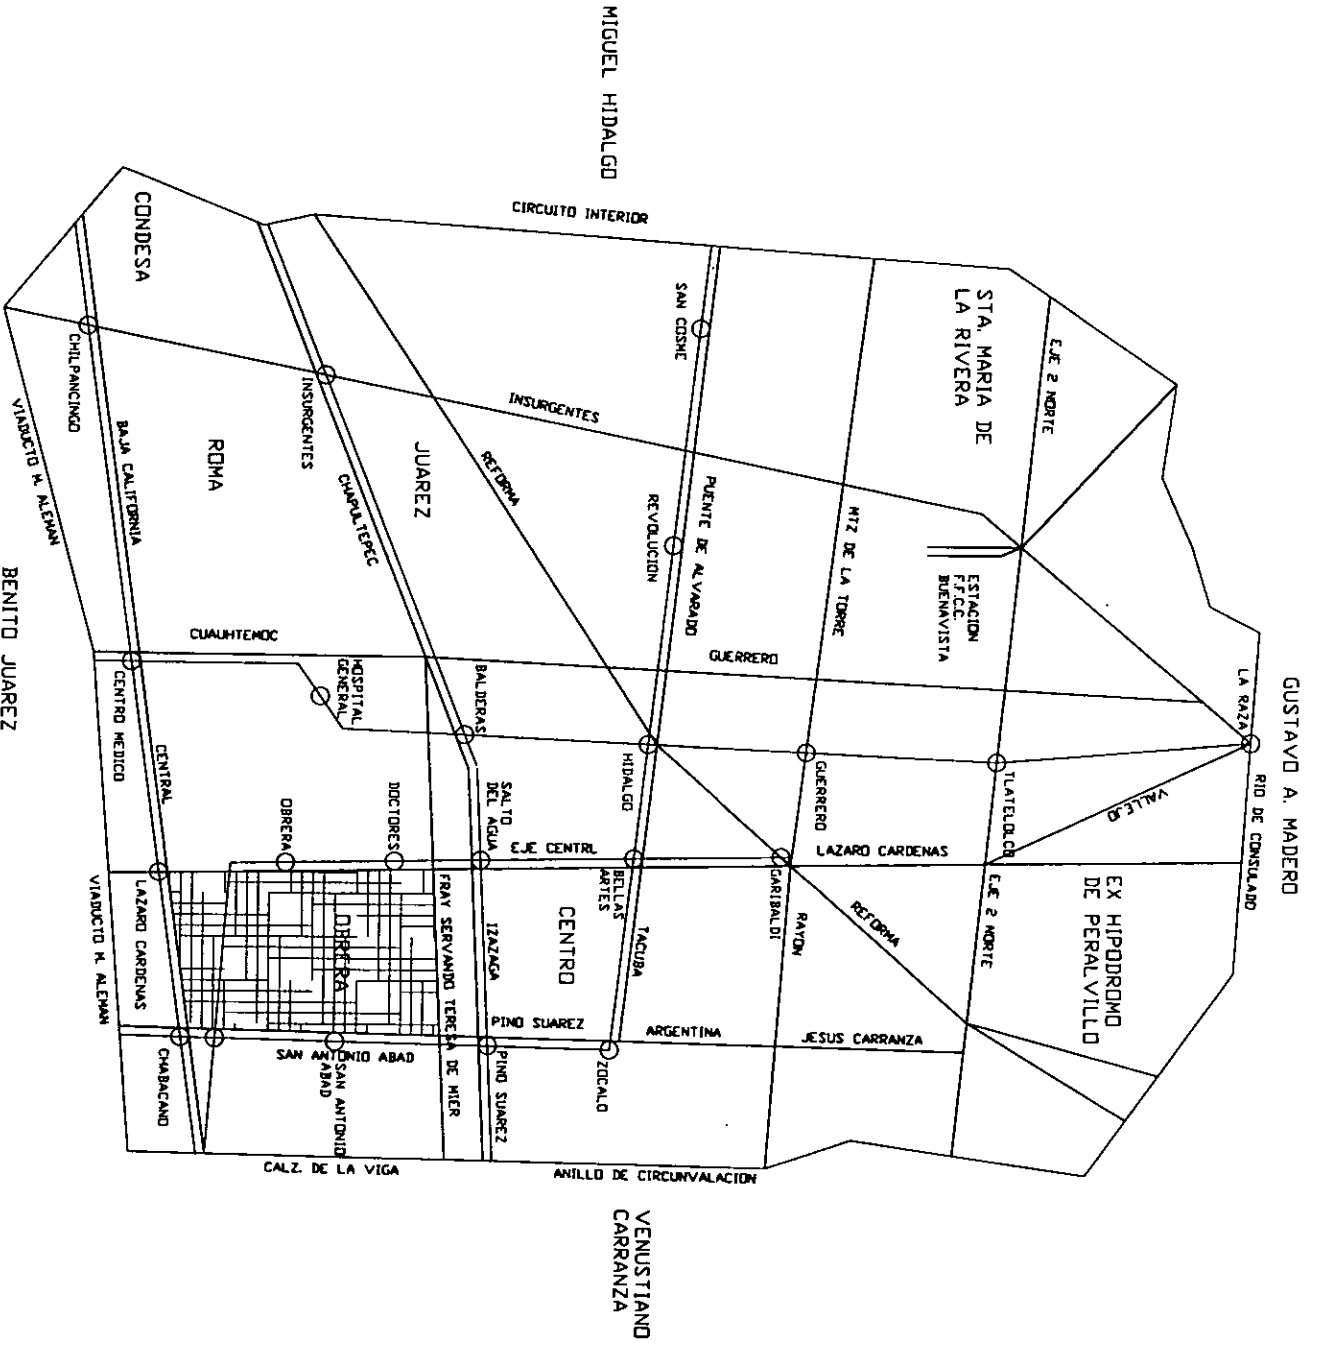 GUSTAVO A. MADERO
MIGUEL HIDALGO
BENITO JUAREZ
VENUSTIANO
CARRANZA
RIO DE CONSULADO
LA RAZA
VALLEJO
EX HIPODROMO
DE PERALVILLO
STA. MARIA DE
LA RIVERA
EJE 2 NORTE
EJE 2 NORTE
TLATELOLCO
ESTACION
F.F.C.C.
BUENAVISTA
REFORMA
LAZARO CARDENAS
GUERRERO
GUERRERO
MTZ DE LA TORRE
RAYON
GARIBALDI
JESUS CARRANZA
ARGENTINA
CIRCUITO INTERIOR
SAN COSME
PUENTE DE ALVARADO
REVOLUCION
HIDALGO
BELLAS
ARTES
TACUBA
ZOCALO
CENTRO
INSURGENTES
REFORMA
JUAREZ
BALDERAS
SALTO
DEL AGUA
EJE CENTRL
IZAZAGA
PINO SUAREZ
PINO SUAREZ
ANILLO DE CIRCUNVALACION
INSURGENTES
CHAPULTEPEC
FRAY SERVANDO TERESA DE MIER
CUAUHTEMOC
HOSPITAL
GENERAL
DOCTORES
OBRERA
OBRERA
SAN ANTONIO ABAD
SAN ANTONIO
ABAD
CALZ. DE LA VIGA
CONDESA
ROMA
CHILPANCINGO
BAJA CALIFORNIA
VIADUCTO M. ALEMAN
CENTRO MEDICO
CENTRAL
LAZARO CARDENAS
VIADUCTO M. ALEMAN
CHABACANO